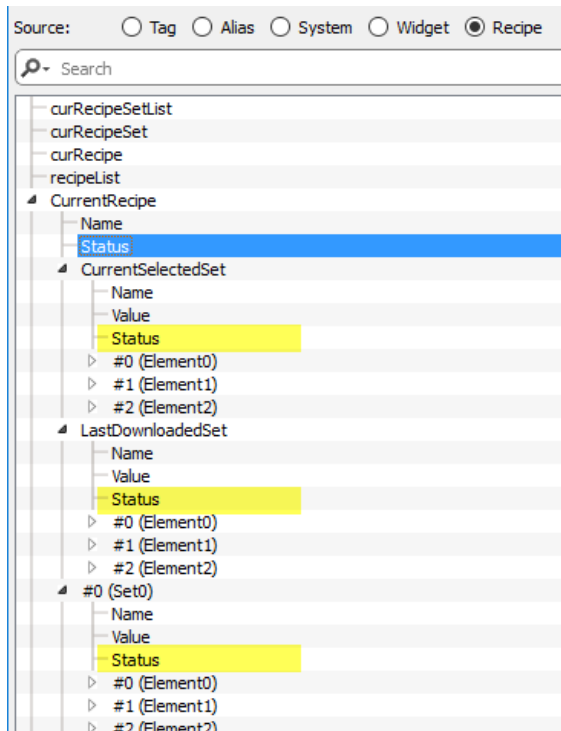 Source: Tag Alias System Widget Recipe
Search
curRecipeSetList
curRecipeSet
curRecipe
recipeList
CurrentRecipe
Name
Status
CurrentSelectedSet
Name
Value
Status
#0 (Element0)
#1 (Element1)
#2 (Element2)
LastDownloadedSet
Name
Value
Status
#0 (Element0)
#1 (Element1)
#2 (Element2)
#0 (Set0)
Name
Value
Status
#0 (Element0)
#1 (Element1)
#2 (Element2)